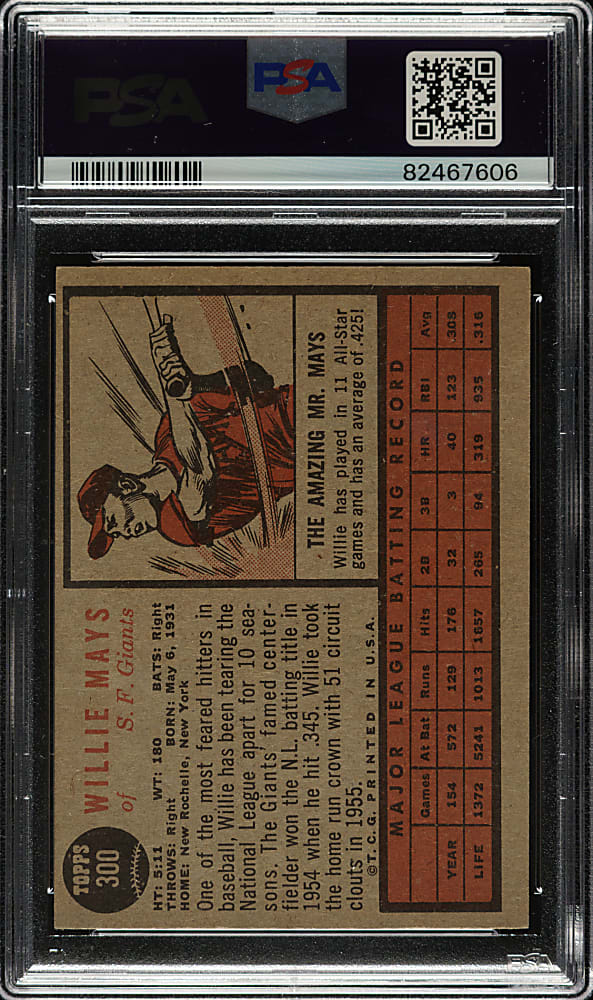 PSA
PSA
82467606
TOPPS
300
WILLIE MAYS
of S. F. Giants
HT: 5:11 WT: 180 BATS: Right
THROWS: Right BORN: May 6, 1931
HOME: New Rochelle, New York
One of the most feared hitters in
baseball, Willie has been tearing the
National League apart for 10 sea-
sons. The Giants' famed center-
fielder won the N.L. batting title in
1954 when he hit .345. Willie took
the home run crown with 51 circuit
clouts in 1955.
©T.C.G. PRINTED IN U.S.A.
THE AMAZING MR. MAYS
Willie has played in 11 All-Star
games and has an average of .425!
MAJOR LEAGUE BATTING RECORD
Games At Bat Runs Hits 2B 3B HR RBI Avg
YEAR 154 572 129 176 32 3 40 123 .308
LIFE 1372 5241 1013 1657 265 94 319 935 .316
PSA